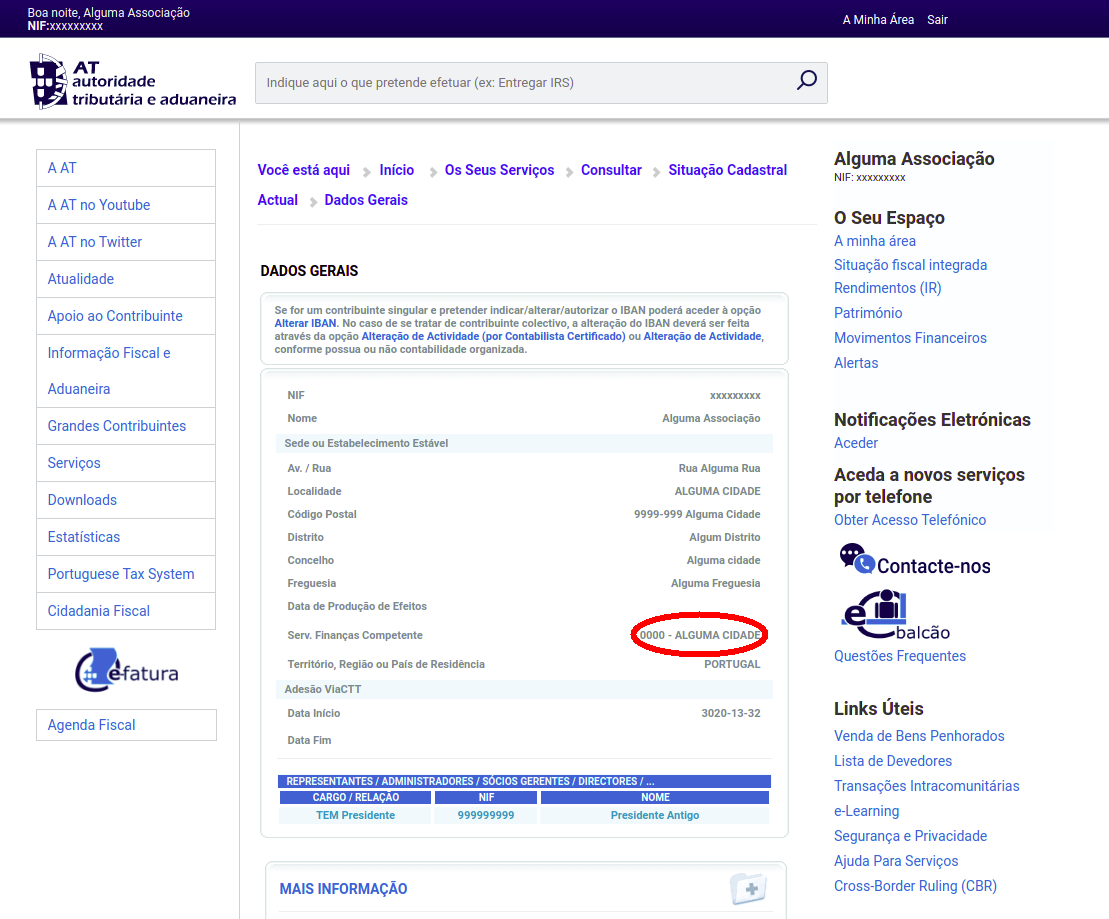 Boa noite, Alguma Associação
NIF:xxxxxxxxx
A Minha Área Sair
AT
autoridade
tributária e aduaneira
Indique aqui o que pretende efetuar (ex: Entregar IRS)
A AT
A AT no Youtube
A AT no Twitter
Atualidade
Apoio ao Contribuinte
Informação Fiscal e
Aduaneira
Grandes Contribuintes
Serviços
Downloads
Estatísticas
Portuguese Tax System
Cidadania Fiscal
e-fatura
Agenda Fiscal
Você está aqui Início Os Seus Serviços Consultar Situação Cadastral
Actual Dados Gerais
DADOS GERAIS
Se for um contribuinte singular e pretender indicar/alterar/autorizar o IBAN poderá aceder à opção
Alterar IBAN. No caso de se tratar de contribuinte colectivo, a alteração do IBAN deverá ser feita
através da opção Alteração de Actividade (por Contabilista Certificado) ou Alteração de Actividade,
conforme possua ou não contabilidade organizada.
NIF xxxxxxxxx
Nome Alguma Associação
Sede ou Estabelecimento Estável
Av. / Rua Rua Alguma Rua
Localidade ALGUMA CIDADE
Código Postal 9999-999 Alguma Cidade
Distrito Algum Distrito
Concelho Alguma cidade
Freguesia Alguma Freguesia
Data de Produção de Efeitos
Serv. Finanças Competente 0000 - ALGUMA CIDADE
Território, Região ou País de Residência PORTUGAL
Adesão ViaCTT
Data Início 3020-13-32
Data Fim
REPRESENTANTES / ADMINISTRADORES / SÓCIOS GERENTES / DIRECTORES / ...
CARGO / RELAÇÃO NIF NOME
TEM Presidente 999999999 Presidente Antigo
MAIS INFORMAÇÃO
Alguma Associação
NIF: xxxxxxxxx
O Seu Espaço
A minha área
Situação fiscal integrada
Rendimentos (IR)
Património
Movimentos Financeiros
Alertas
Notificações Eletrónicas
Aceder
Aceda a novos serviços
por telefone
Obter Acesso Telefónico
Contacte-nos
e balcão
Questões Frequentes
Links Úteis
Venda de Bens Penhorados
Lista de Devedores
Transações Intracomunitárias
e-Learning
Segurança e Privacidade
Ajuda Para Serviços
Cross-Border Ruling (CBR)